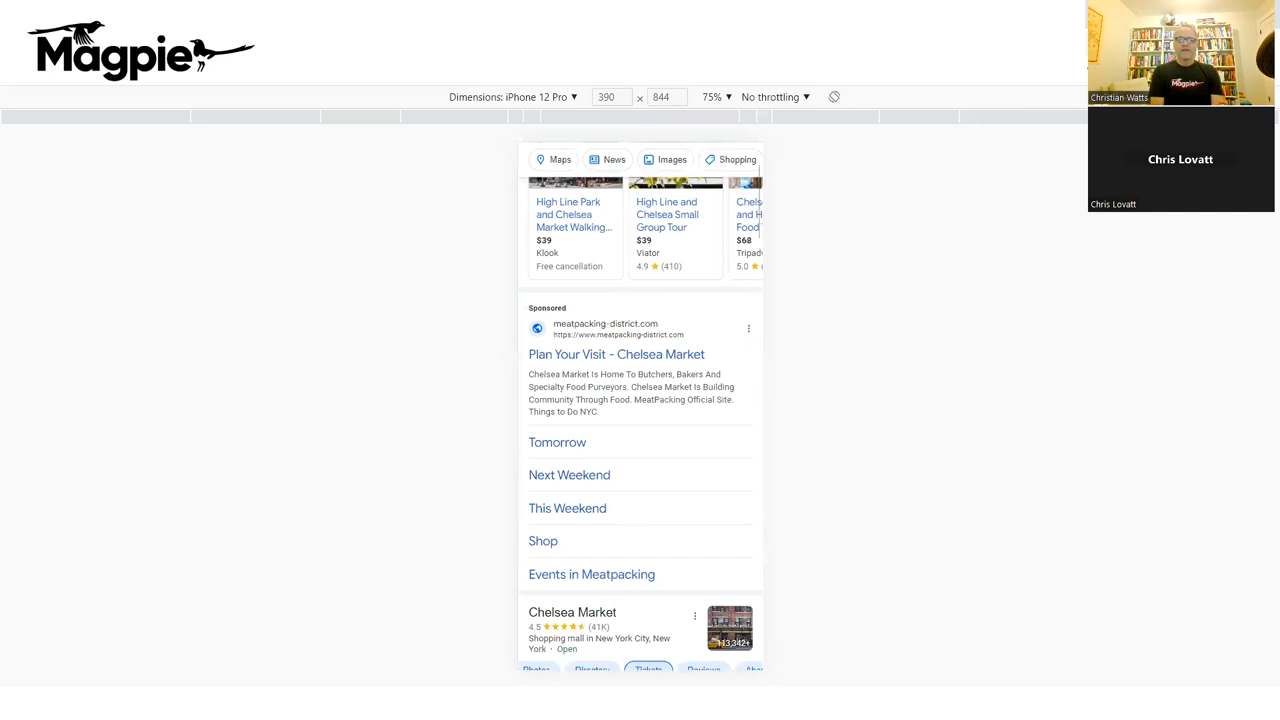 Magpie
Dimensions: iPhone 12 Pro ▼ 390 × 844 75% ▼ No throttling ▼
Magpie
Christian Watts
Chris Lovatt
Chris Lovatt
Maps News Images Shopping
High Line Park
and Chelsea
Market Walking...
$39
Klook
Free cancellation
High Line and
Chelsea Small
Group Tour
$39
Viator
4.9 ★ (410)
Chels
and H
Food
$68
Tripad
5.0 ★
Sponsored
meatpacking-district.com
https://www.meatpacking-district.com
Plan Your Visit - Chelsea Market
Chelsea Market Is Home To Butchers, Bakers And
Specialty Food Purveyors. Chelsea Market Is Building
Community Through Food. MeatPacking Official Site.
Things to Do NYC.
Tomorrow
Next Weekend
This Weekend
Shop
Events in Meatpacking
Chelsea Market
4.5 ★★★★★ (41K)
Shopping mall in New York City, New
York · Open
113,342+
Photos Directory Tickets Reviews Abo